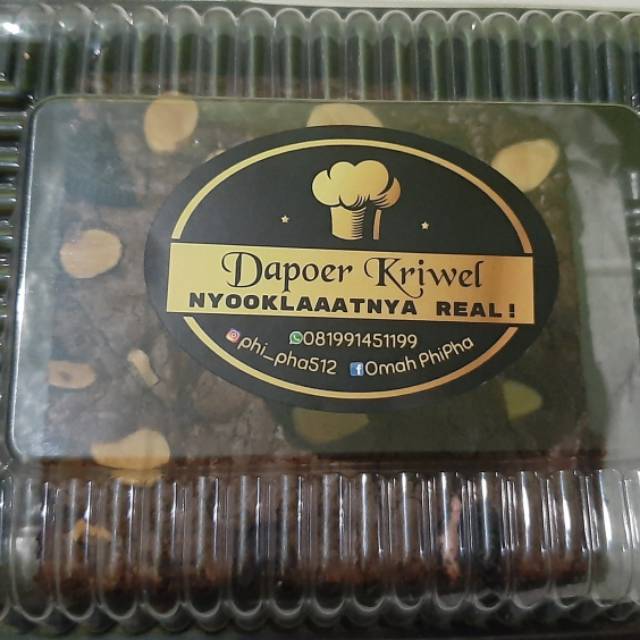 Dapoer Kriwel
NYOOKLAAATNYA REAL!
081991451199
phi_pha512 Omah PhiPha